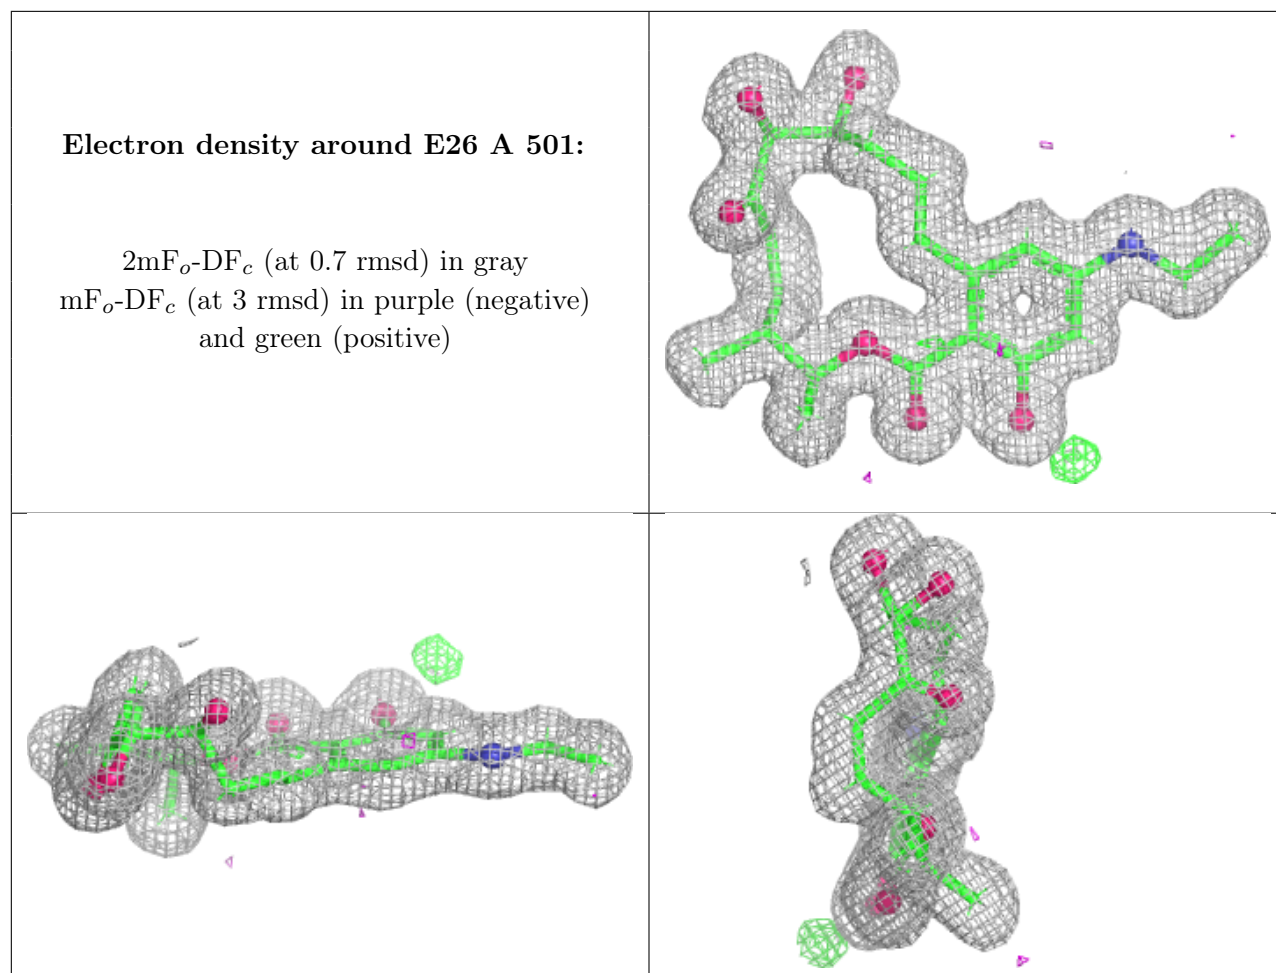 Electron density around E26 A 501:
2mFo-DFc (at 0.7 rmsd) in gray
mFo-DFc (at 3 rmsd) in purple (negative)
and green (positive)